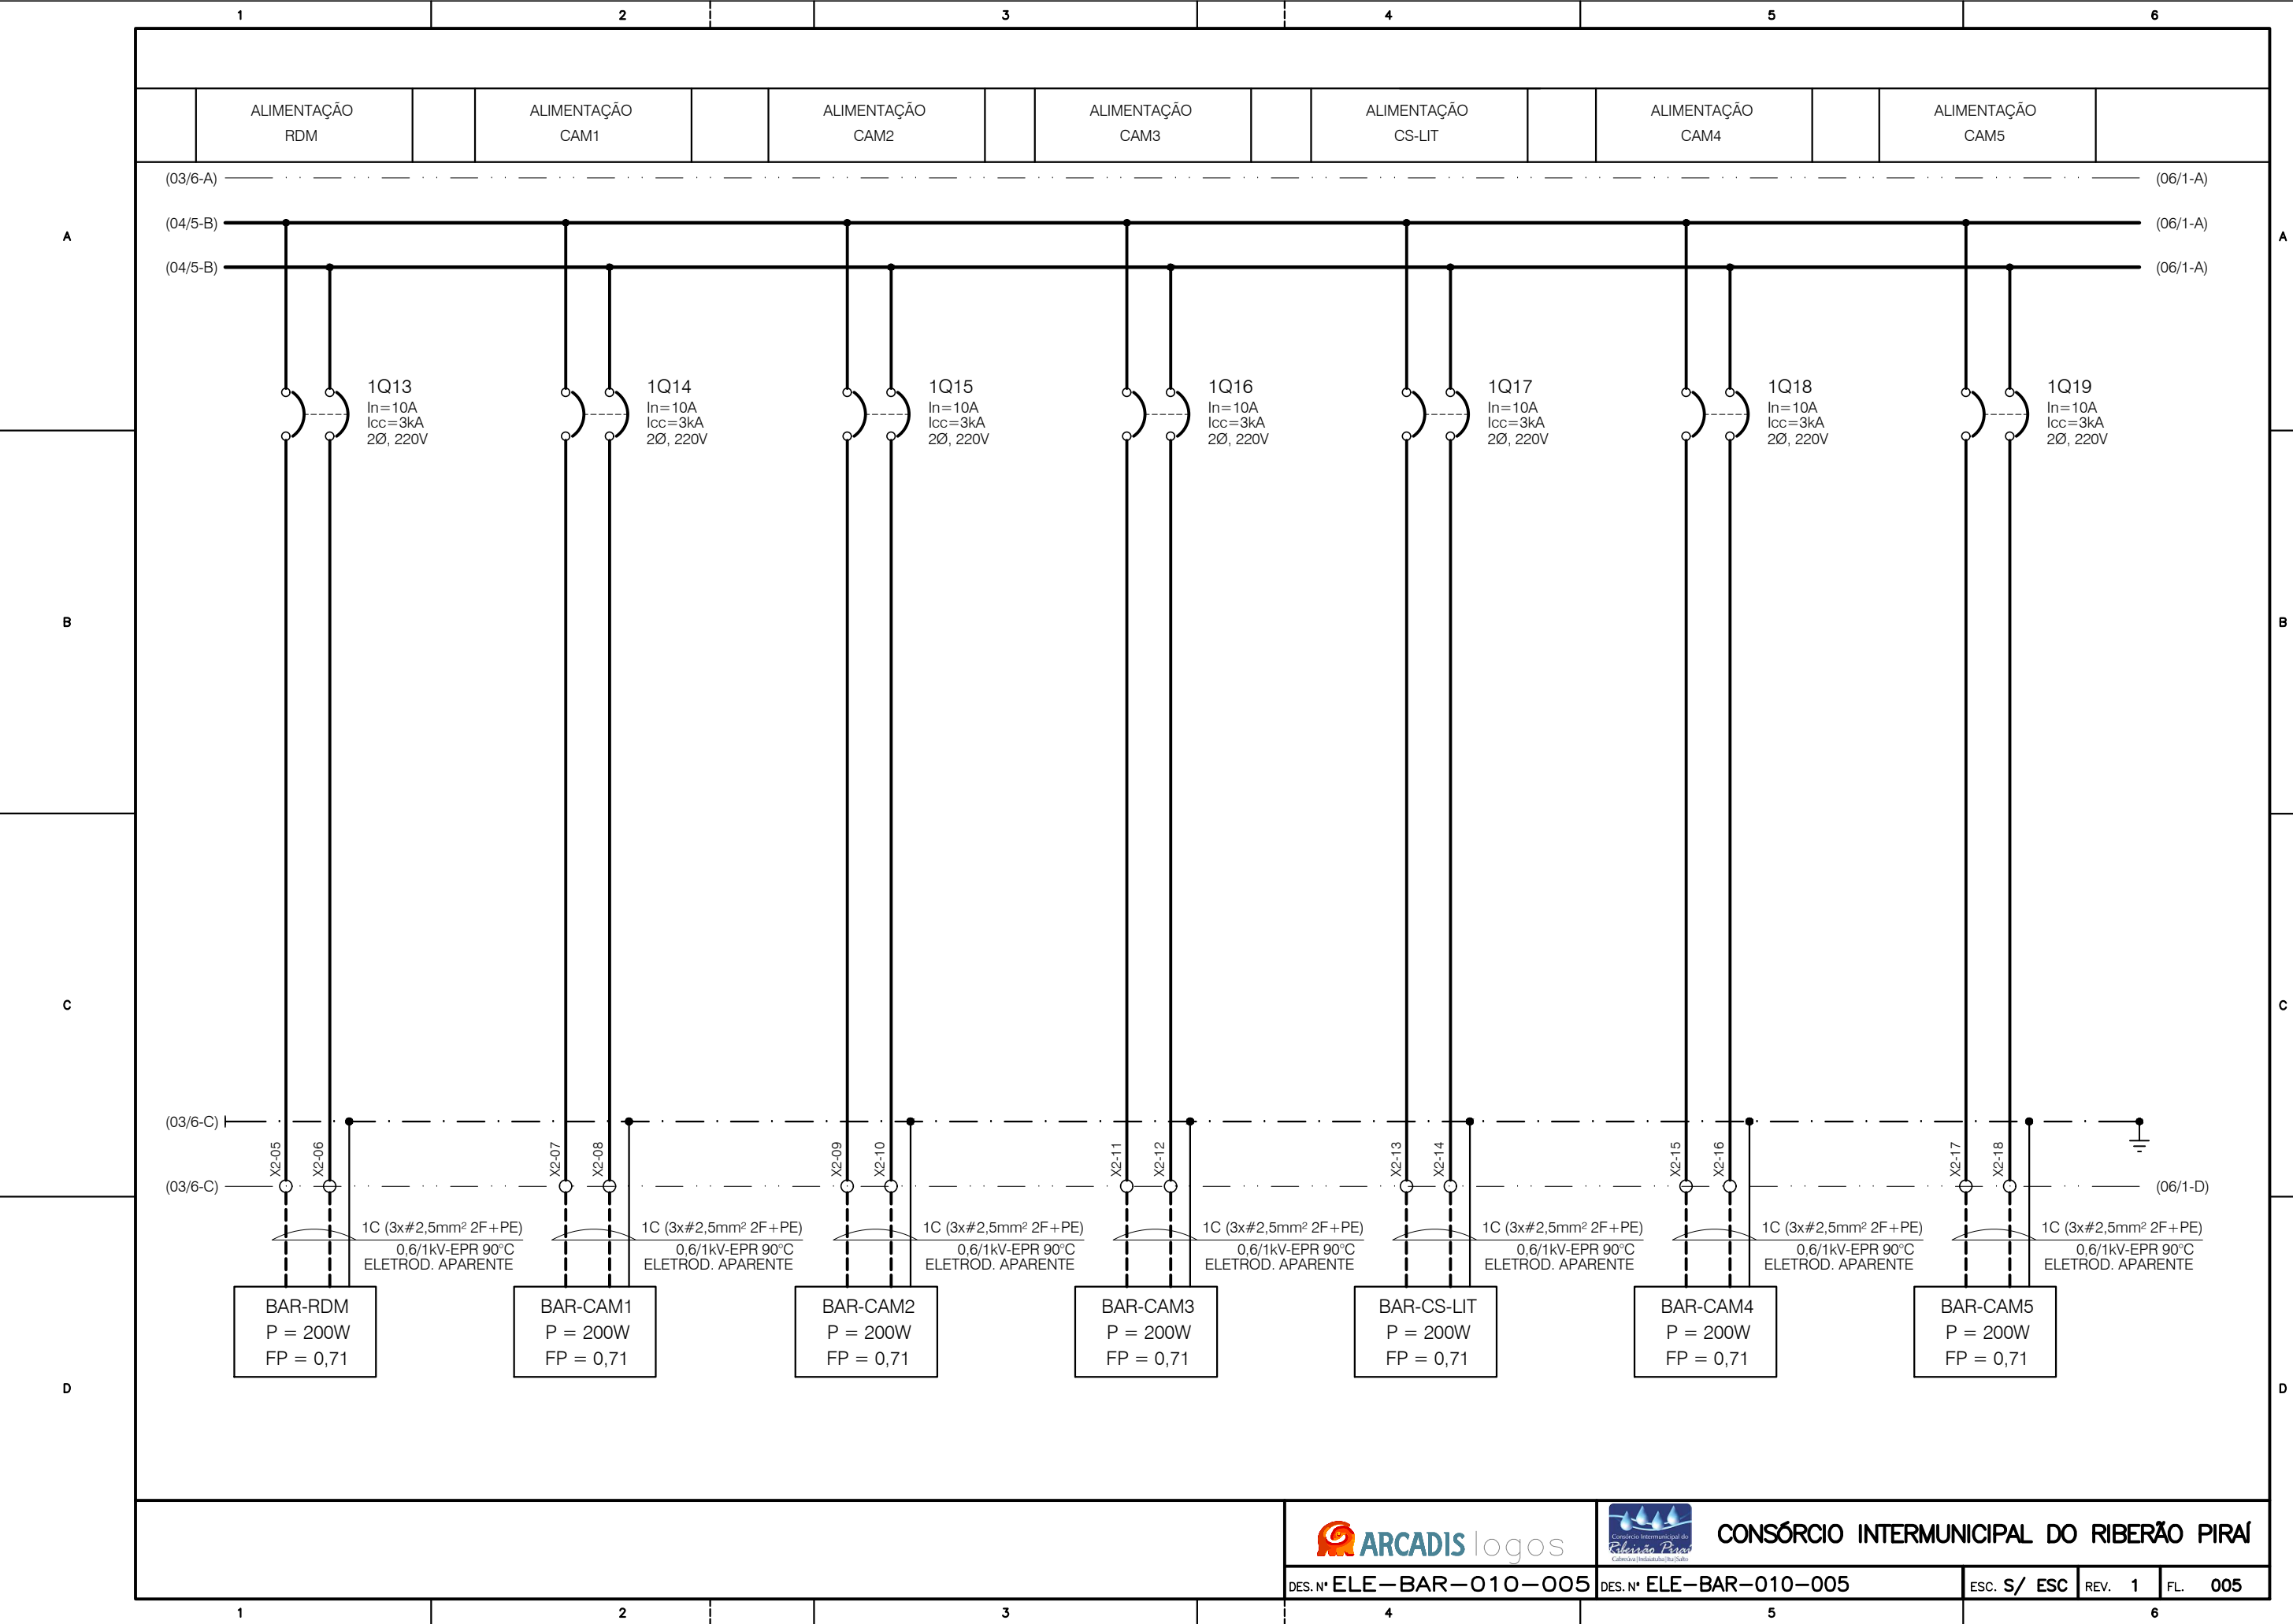 1 2 3 4 5 6
ALIMENTAÇÃO
RDM
ALIMENTAÇÃO
CAM1
ALIMENTAÇÃO
CAM2
ALIMENTAÇÃO
CAM3
ALIMENTAÇÃO
CS-LIT
ALIMENTAÇÃO
CAM4
ALIMENTAÇÃO
CAM5
(03/6-A) (06/1-A)
(04/5-B) (06/1-A)
A A
(04/5-B) (06/1-A)
1Q13
In=10A
Icc=3kA
2Ø, 220V
1Q14
In=10A
Icc=3kA
2Ø, 220V
1Q15
In=10A
Icc=3kA
2Ø, 220V
1Q16
In=10A
Icc=3kA
2Ø, 220V
1Q17
In=10A
Icc=3kA
2Ø, 220V
1Q18
In=10A
Icc=3kA
2Ø, 220V
1Q19
In=10A
Icc=3kA
2Ø, 220V
B B
C C
(03/6-C)
X2-05 X2-06 X2-07 X2-08 X2-09 X2-10 X2-11 X2-12 X2-13 X2-14 X2-15 X2-16 X2-17 X2-18
(03/6-C) (06/1-D)
1C (3x#2,5mm² 2F+PE)
0,6/1kV-EPR 90°C
ELETROD. APARENTE
1C (3x#2,5mm² 2F+PE)
0,6/1kV-EPR 90°C
ELETROD. APARENTE
1C (3x#2,5mm² 2F+PE)
0,6/1kV-EPR 90°C
ELETROD. APARENTE
1C (3x#2,5mm² 2F+PE)
0,6/1kV-EPR 90°C
ELETROD. APARENTE
1C (3x#2,5mm² 2F+PE)
0,6/1kV-EPR 90°C
ELETROD. APARENTE
1C (3x#2,5mm² 2F+PE)
0,6/1kV-EPR 90°C
ELETROD. APARENTE
1C (3x#2,5mm² 2F+PE)
0,6/1kV-EPR 90°C
ELETROD. APARENTE
BAR-RDM
P = 200W
FP = 0,71
BAR-CAM1
P = 200W
FP = 0,71
BAR-CAM2
P = 200W
FP = 0,71
BAR-CAM3
P = 200W
FP = 0,71
BAR-CS-LIT
P = 200W
FP = 0,71
BAR-CAM4
P = 200W
FP = 0,71
BAR-CAM5
P = 200W
FP = 0,71
D D
ARCADIS logos
Consórcio Intermunicipal do
Ribeirão Piraí
Cabreúva|Indaiatuba|Itu|Salto
CONSÓRCIO INTERMUNICIPAL DO RIBERÃO PIRAÍ
DES. Nº ELE-BAR-010-005
DES. Nº ELE-BAR-010-005
ESC. S/ ESC
REV. 1
FL. 005
1 2 3 4 5 6